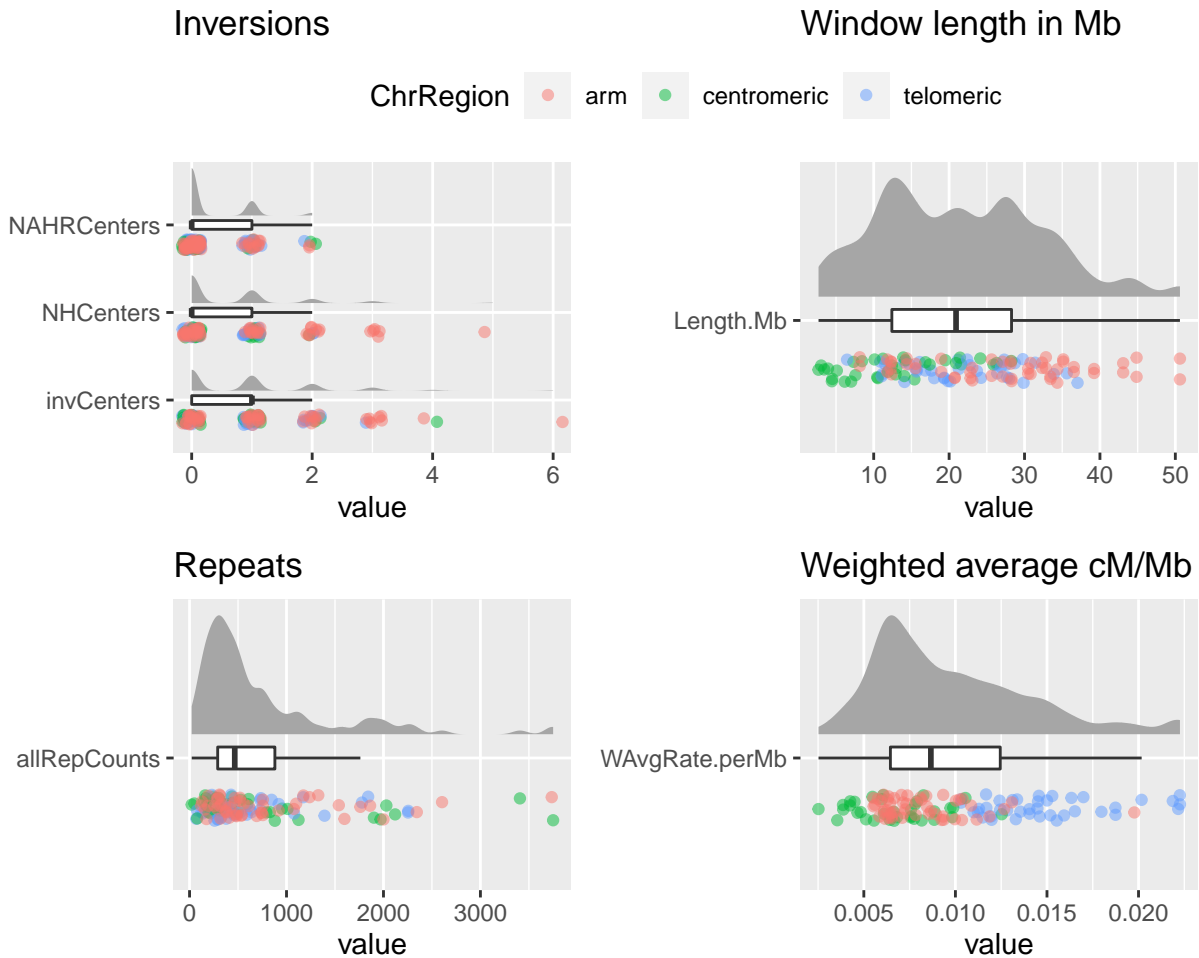 Inversions
Window length in Mb
ChrRegion arm centromeric telomeric
NAHRCenters
NHCenters
invCenters
0 2 4 6
value
Length.Mb
10 20 30 40 50
value
Repeats
Weighted average cM/Mb
allRepCounts
0 1000 2000 3000
value
WAvgRate.perMb
0.005 0.010 0.015 0.020
value